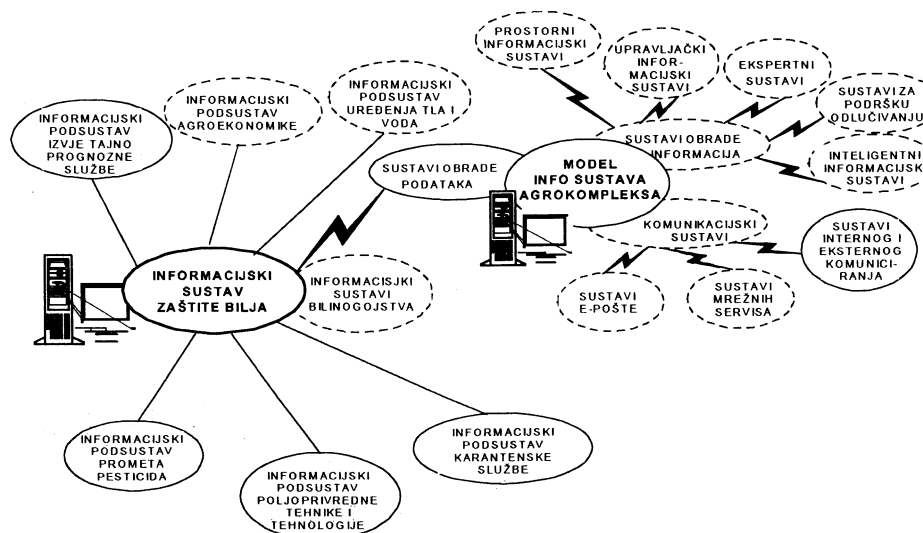 PROSTORNI
INFORMACIJSKI
SUSTAVI
UPRAVLJAČKI
INFOR-
MACIJSKI
SUSTAVI
EKSPERTNI
SUSTAVI
SUSTAVI ZA
PODRŠKU
ODLUČIVANJU
INTELIGENTNI
INFORMACIJSK
SUSTAVI
SUSTAVI OBRADE
INFORMACIJA
INFORMACIJSKI
PODSUSTAV
UREĐENJA TLA I
VODA
INFORMACIJSKI
PODSUSTAV
AGROEKONOMIKE
INFORMACIJSKI
PODSUSTAV
IZVJE TAJNO
PROGNOZNE
SLUŽBE
SUSTAVI OBRADE
PODATAKA
MODEL
INFO SUSTAVA
AGROKOMPLEKSA
KOMUNIKACIJSKI
SUSTAVI
SUSTAVI
INTERNOG I
EKSTERNOG
KOMUNICI-
RANJA
SUSTAVI
MREŽNIH
SERVISA
SUSTAVI
E-POŠTE
INFORMACIJSKI
SUSTAV
ZAŠTITE BILJA
INFORMACISJKI
SUSTAVI
BILINOGOJSTVA
INFORMACIJSKI
PODSUSTAV
PROMETA
PESTICIDA
INFORMACIJSKI
PODSUSTAV
POLJOPRIVREDNE
TEHNIKE I
TEHNOLOGIJE
INFORMACIJSKI
PODSUSTAV
KARANTENSKE
SLUŽBE